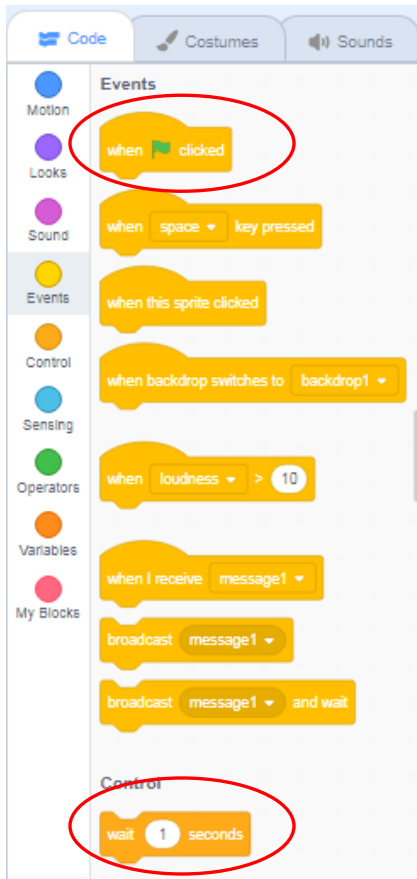 Code Costumes Sounds
Events
Motion
when clicked
Looks
when space key pressed
Sound
when this sprite clicked
Events
Control
when backdrop switches to backdrop1
Sensing
when loudness > 10
Operators
Variables
when I receive message1
My Blocks
broadcast message1
broadcast message1 and wait
Control
wait 1 seconds